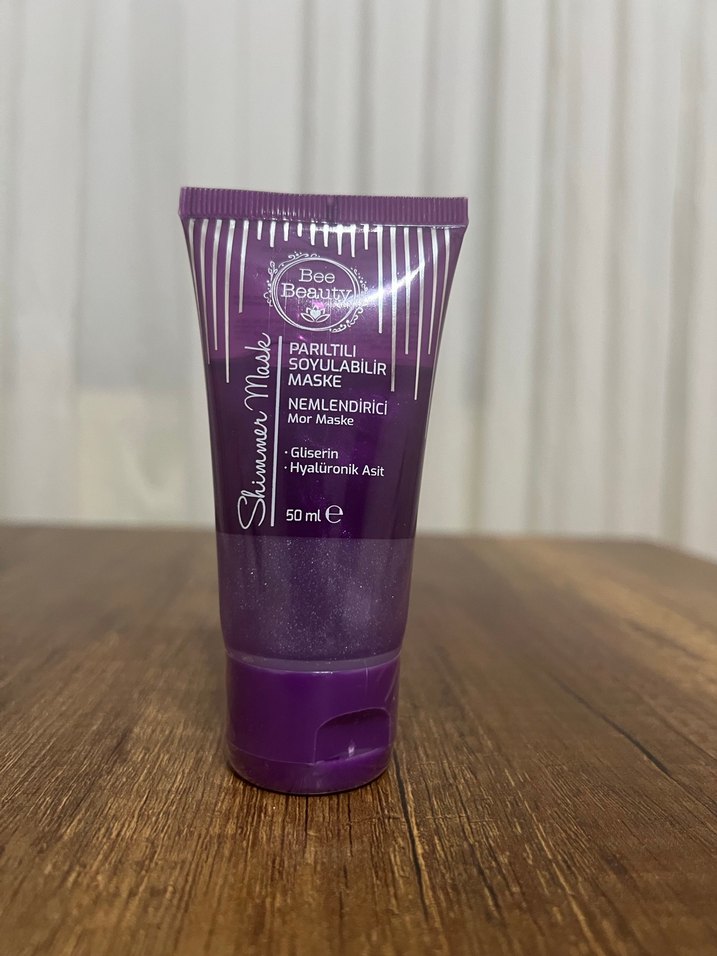 Bee
Beauty
Shimmer Mask
PARILTILI
SOYULABİLİR
MASKE
NEMLENDİRİCİ
Mor Maske
· Gliserin
· Hyalüronik Asit
50 ml ℮